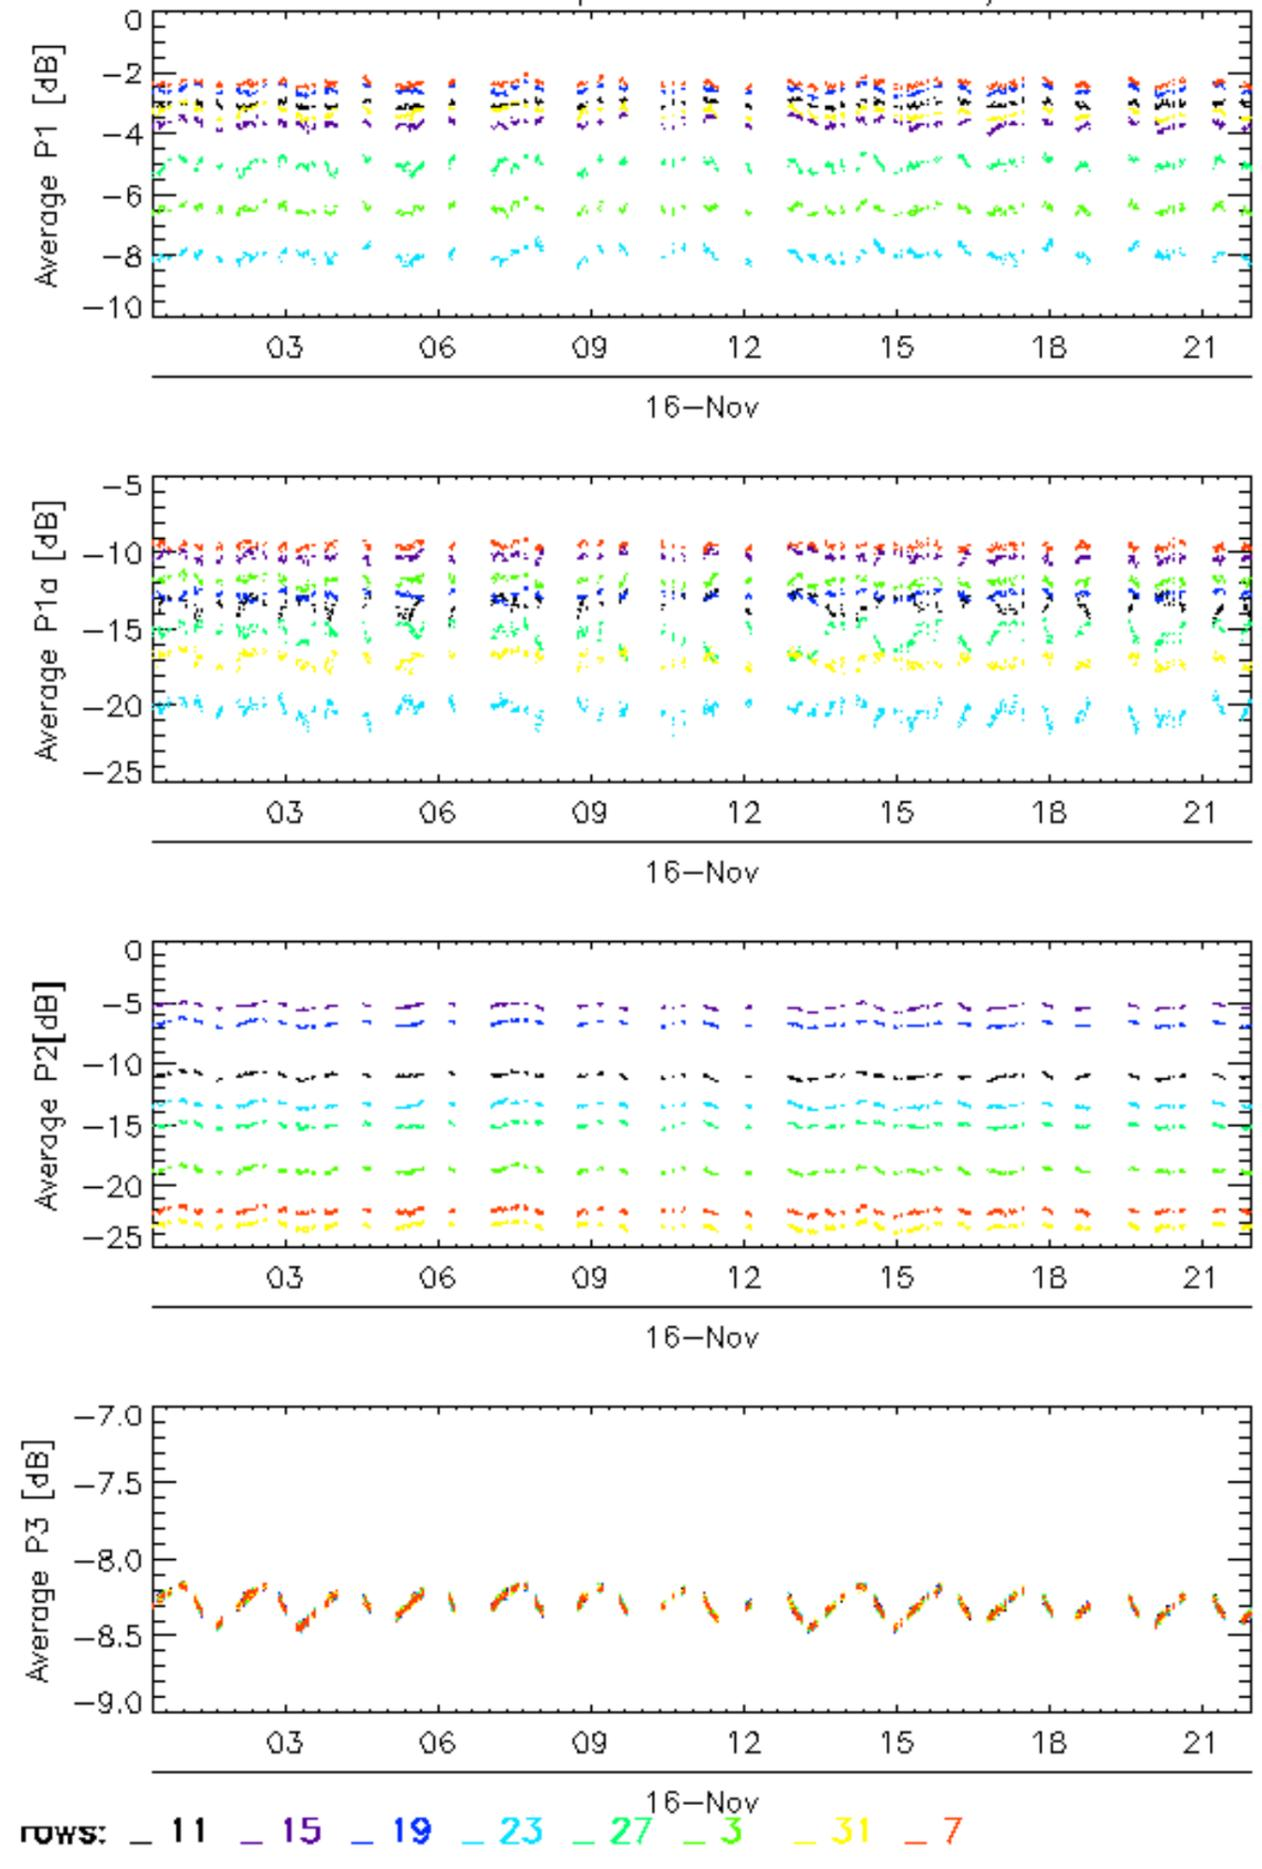 0
−2
−4
−6
−8
−10
Average P1 [dB]
03 06 09 12 15 18 21
16−Nov
−5
−10
−15
−20
−25
Average P1a [dB]
03 06 09 12 15 18 21
16−Nov
0
−5
−10
−15
−20
−25
Average P2[dB]
03 06 09 12 15 18 21
16−Nov
−7.0
−7.5
−8.0
−8.5
−9.0
Average P3 [dB]
03 06 09 12 15 18 21
16−Nov
rows: _ 11 _ 15 _ 19 _ 23 _ 27 _ 3 _ 31 _ 7